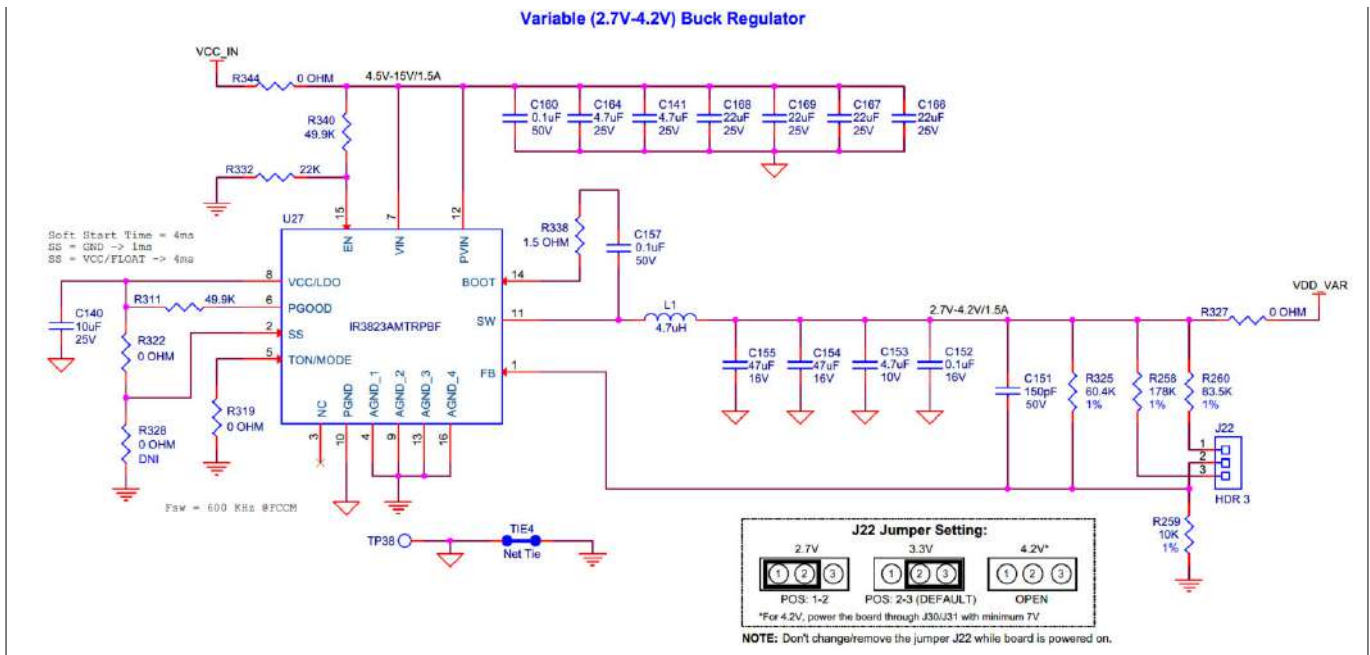 Variable (2.7V-4.2V) Buck Regulator
VCC_IN
R344
0 OHM
4.5V-15V/1.5A
R340
49.9K
R332
22K
C160
0.1uF
50V
C164
4.7uF
25V
C141
4.7uF
25V
C168
22uF
25V
C169
22uF
25V
C167
22uF
25V
C166
22uF
25V
U27
15
7
12
EN
VIN
PVIN
Soft Start Time = 4ms
SS = GND -> 1ms
SS = VCC/FLOAT -> 4ms
8
VCC/LDO
6
PGOOD
2
SS
5
TON/MODE
IR3823AMTRPBF
BOOT
14
SW
11
FB
1
NC
PGND
AGND_1
AGND_2
AGND_3
AGND_4
3
10
4
9
13
16
C140
10uF
25V
R311
49.9K
R322
0 OHM
R328
0 OHM
DNI
R319
0 OHM
Fsw = 600 KHz @FCCM
R338
1.5 OHM
C157
0.1uF
50V
L1
4.7uH
2.7V-4.2V/1.5A
C155
47uF
16V
C154
47uF
16V
C153
4.7uF
10V
C152
0.1uF
16V
C151
150pF
50V
R325
60.4K
1%
R258
178K
1%
R260
83.5K
1%
R327
0 OHM
VDD_VAR
J22
1
2
3
HDR 3
R259
10K
1%
TP38
TIE4
Net Tie
J22 Jumper Setting:
2.7V
3.3V
4.2V*
1 2 3
1 2 3
1 2 3
POS: 1-2
POS: 2-3 (DEFAULT)
OPEN
*For 4.2V, power the board through J30/J31 with minimum 7V
NOTE: Don't change/remove the jumper J22 while board is powered on.